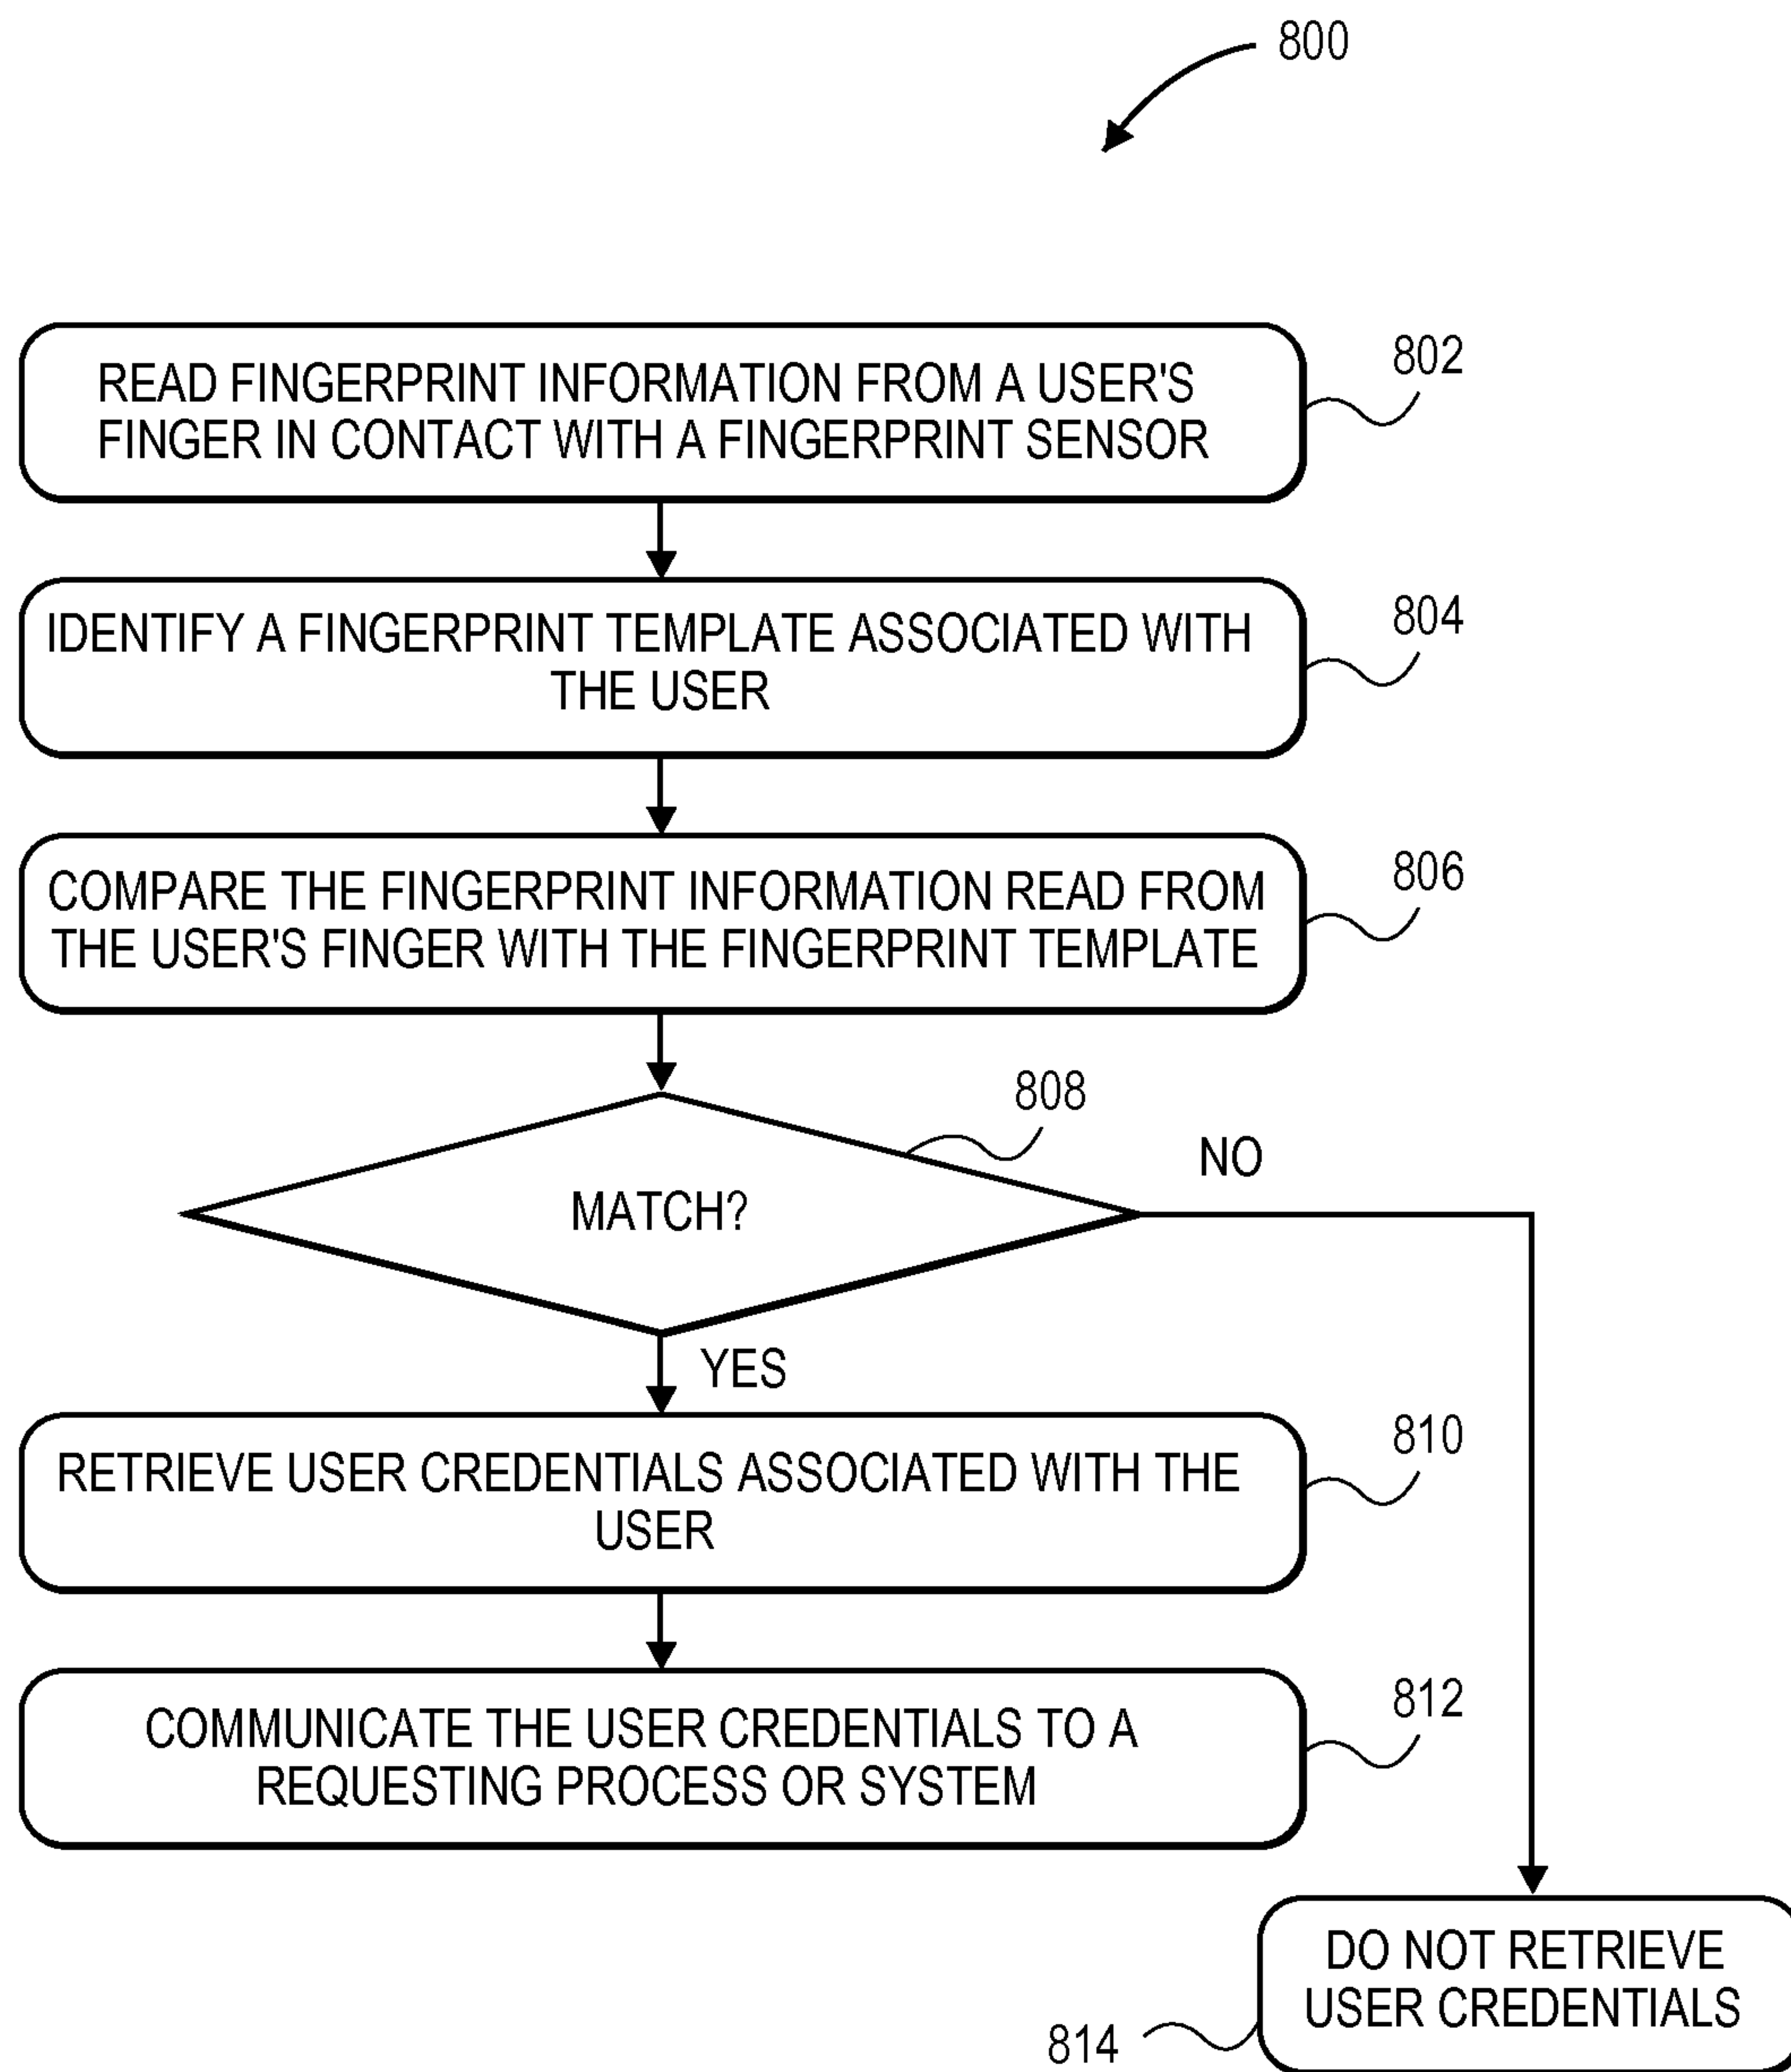 800
READ FINGERPRINT INFORMATION FROM A USER'S
FINGER IN CONTACT WITH A FINGERPRINT SENSOR
802
IDENTIFY A FINGERPRINT TEMPLATE ASSOCIATED WITH
THE USER
804
COMPARE THE FINGERPRINT INFORMATION READ FROM
THE USER'S FINGER WITH THE FINGERPRINT TEMPLATE
806
808
NO
MATCH?
YES
RETRIEVE USER CREDENTIALS ASSOCIATED WITH THE
USER
810
COMMUNICATE THE USER CREDENTIALS TO A
REQUESTING PROCESS OR SYSTEM
812
DO NOT RETRIEVE
USER CREDENTIALS
814